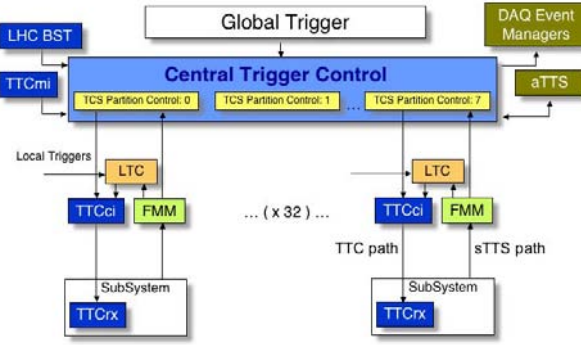 Global Trigger
LHC BST
DAQ Event
Managers
TTCmi
Central Trigger Control
aTTS
TCS Partition Control: 0
TCS Partition Control: 1
...
TCS Partition Control: 7
Local Triggers
LTC
LTC
TTCci
FMM
... ( x 32 ) ...
TTCci
FMM
TTC path
sTTS path
SubSystem
SubSystem
TTCrx
TTCrx